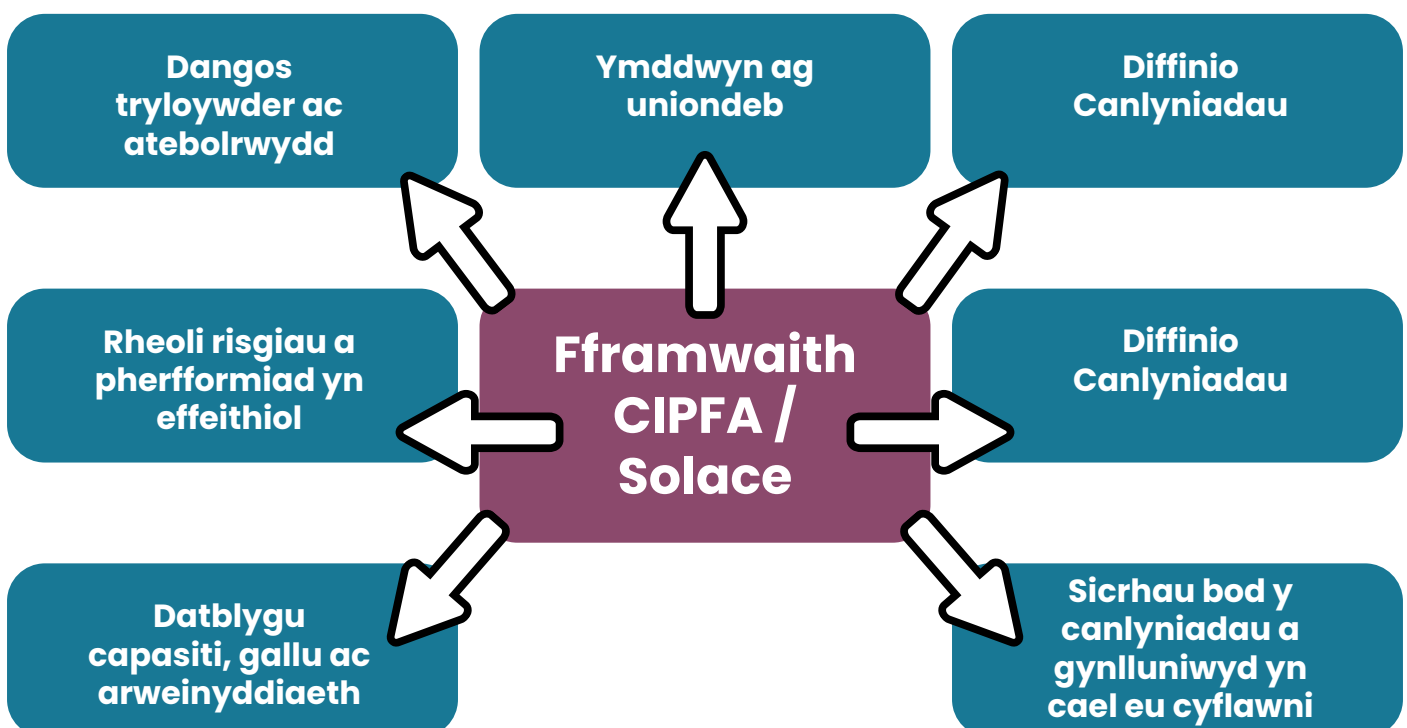 Dangos
tryloywder ac
atebolrwydd
Ymddwyn ag
uniondeb
Diffinio
Canlyniadau
Rheoli risgiau a
pherfformiad yn
effeithiol
Fframwaith
CIPFA /
Solace
Diffinio
Canlyniadau
Datblygu
capasiti, gallu ac
arweinyddiaeth
Sicrhau bod y
canlyniadau a
gynlluniwyd yn
cael eu cyflawni